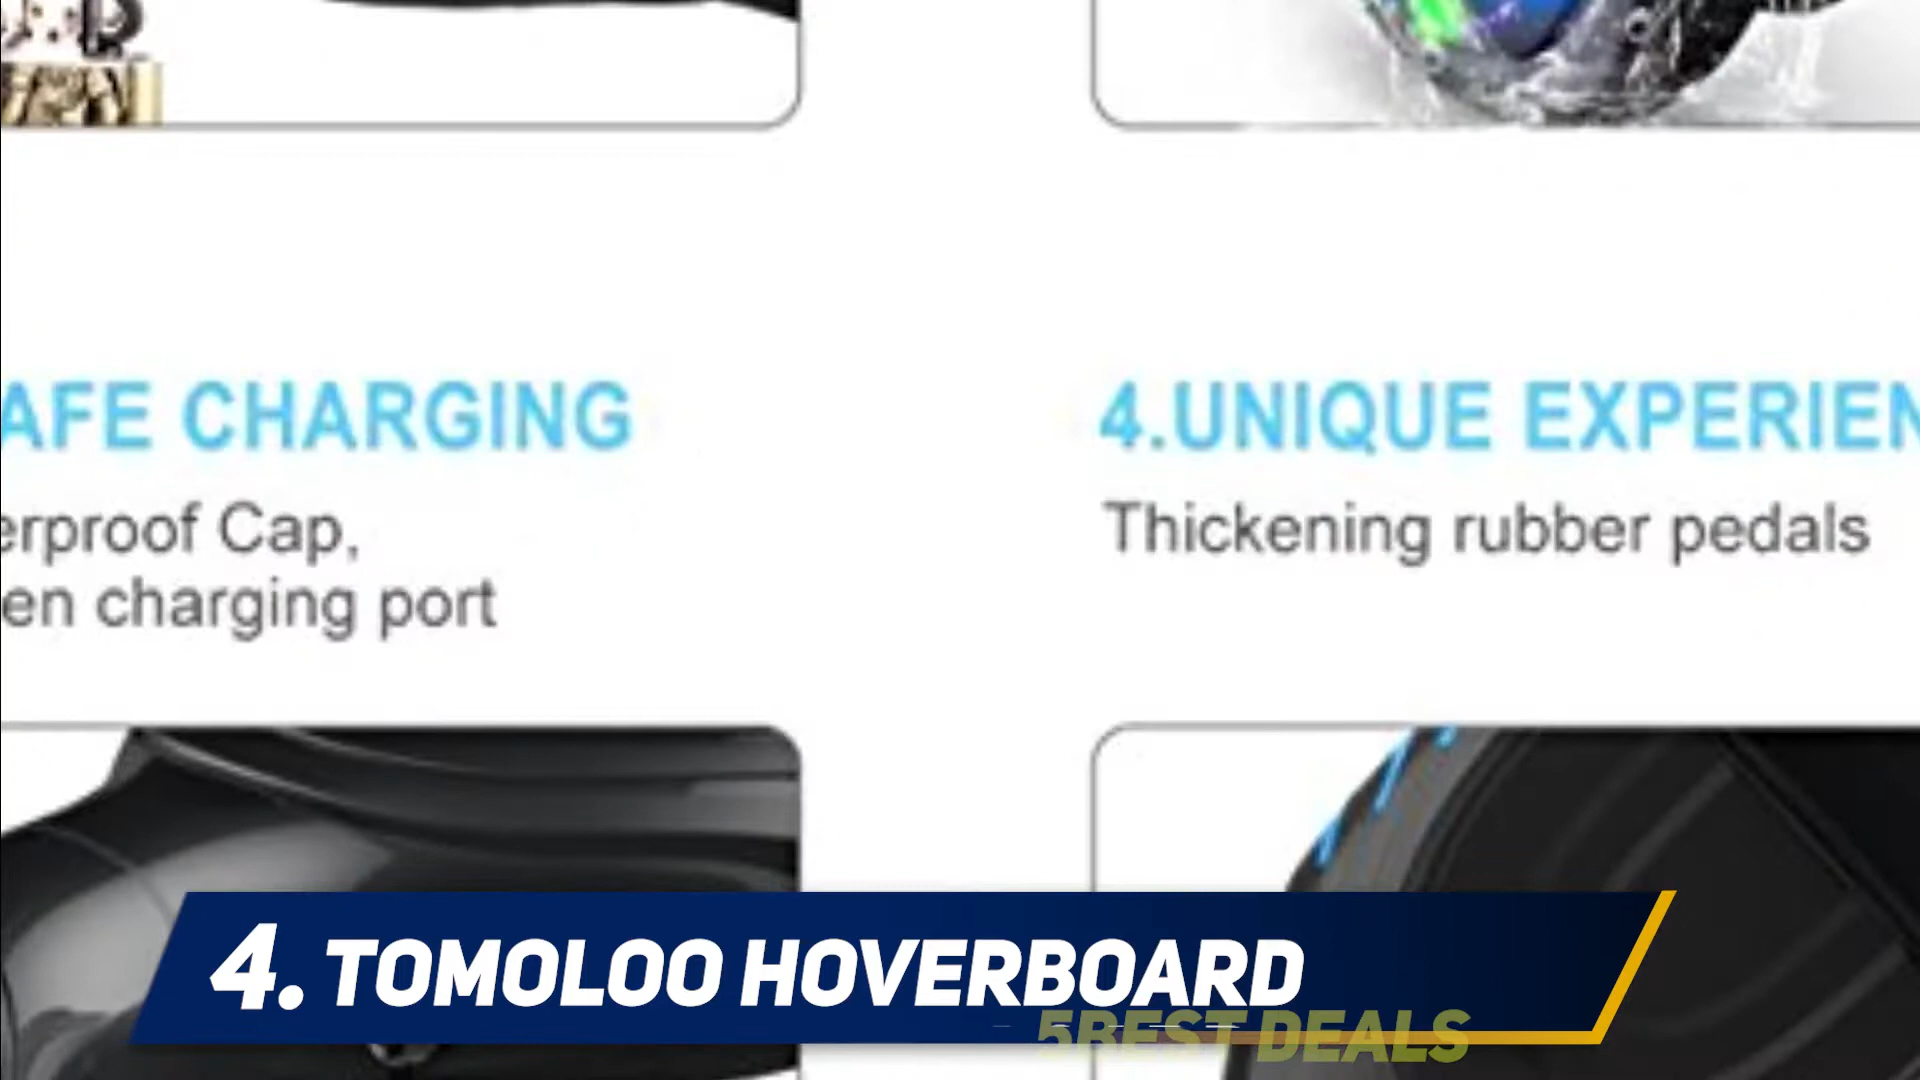 AFE CHARGING
erproof Cap,
en charging port
4.UNIQUE EXPERIEN
Thickening rubber pedals
4. TOMOLOO HOVERBOARD
5BEST DEALS